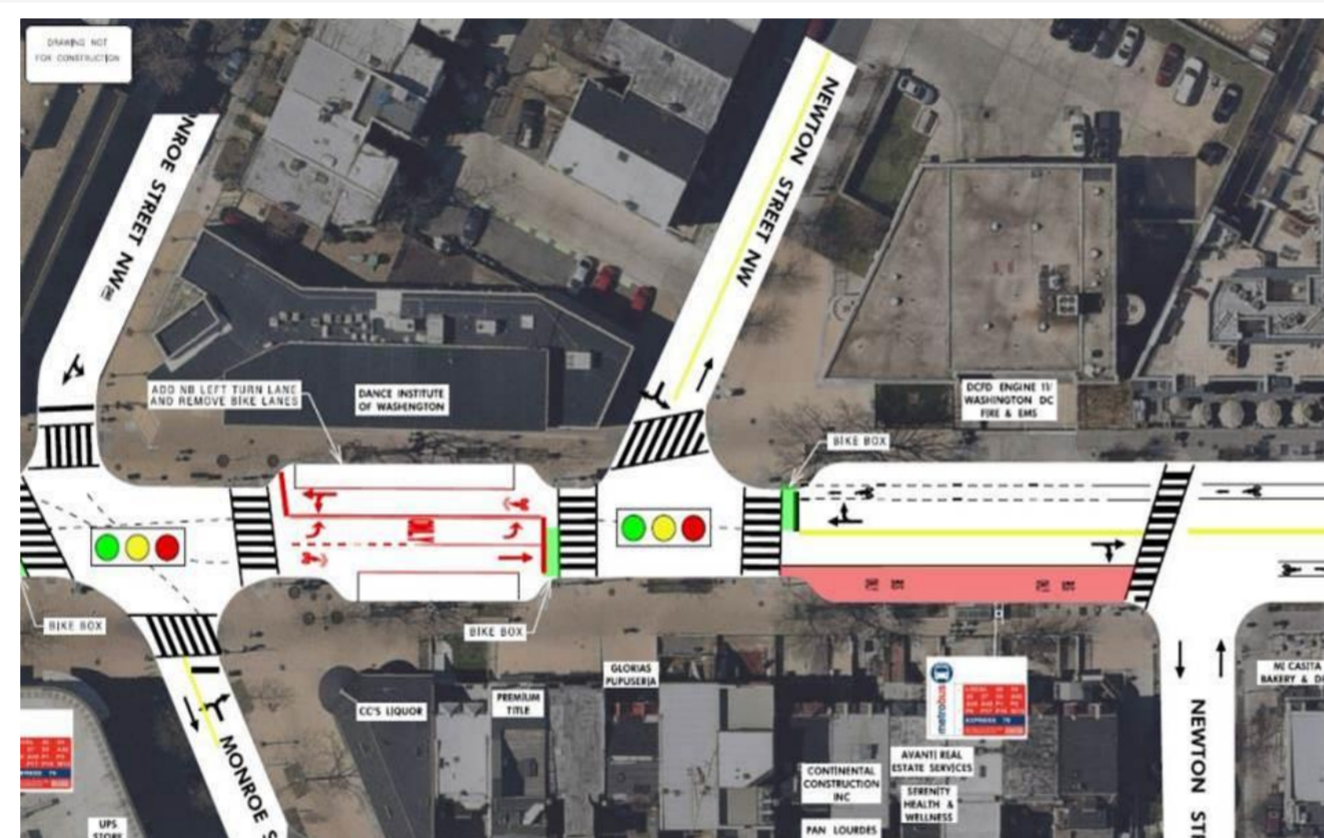 DRAWING NOT
FOR CONSTRUCTION
NROE STREET NW
NEWTON STREET NW
ADD NB LEFT TURN LANE
AND REMOVE BIKE LANES
DANCE INSTITUTE
OF WASHINGTON
DCFD ENGINE 11/
WASHINGTON DC
FIRE & EMS
BIKE BOX
BIKE BOX
BIKE BOX
GLORIAS
PUPUSERIA
PREMIUM
TITLE
CC'S LIQUOR
metrobus
MI CASITA
BAKERY & D
AVANTI REAL
ESTATE SERVICES
CONTINENTAL
CONSTRUCTION
INC
SERENITY
HEALTH &
WELLNESS
PAN LOURDES
MONROE S
NEWTON ST
UPS
STORE